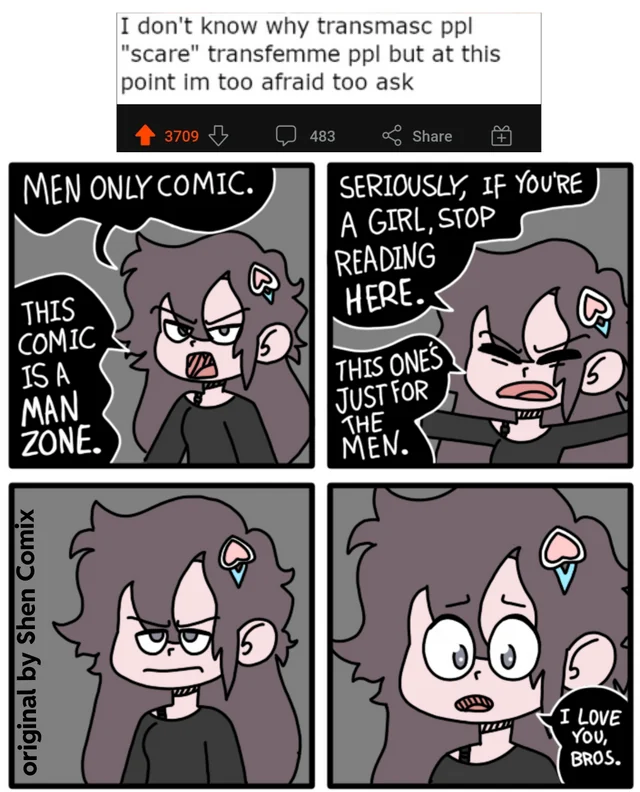 I don't know why transmasc ppl
"scare" transfemme ppl but at this
point im too afraid too ask
3709
483
Share
MEN ONLY COMIC.
THIS
COMIC
IS A
MAN
ZONE.
SERIOUSLY, IF YOU'RE
A GIRL, STOP
READING
HERE.
THIS ONE'S
JUST FOR
THE
MEN.
original by Shen Comix
I LOVE
YOU,
BROS.